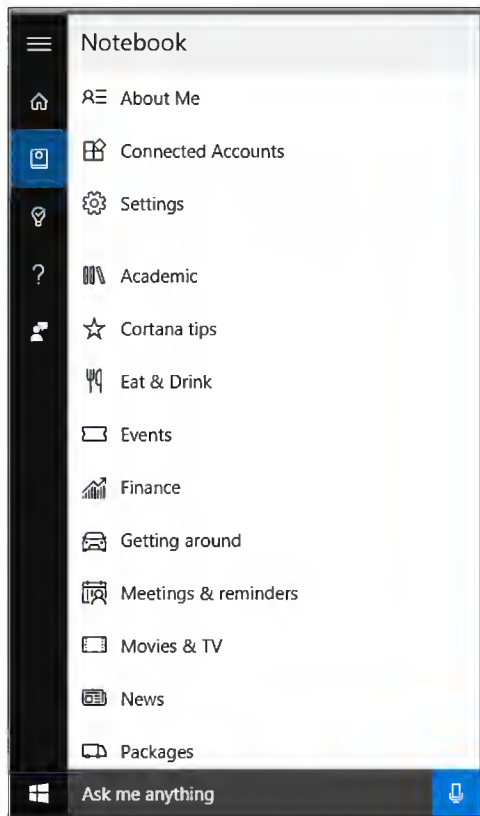 Notebook
About Me
Connected Accounts
Settings
Academic
Cortana tips
Eat & Drink
Events
Finance
Getting around
Meetings & reminders
Movies & TV
News
Packages
Ask me anything